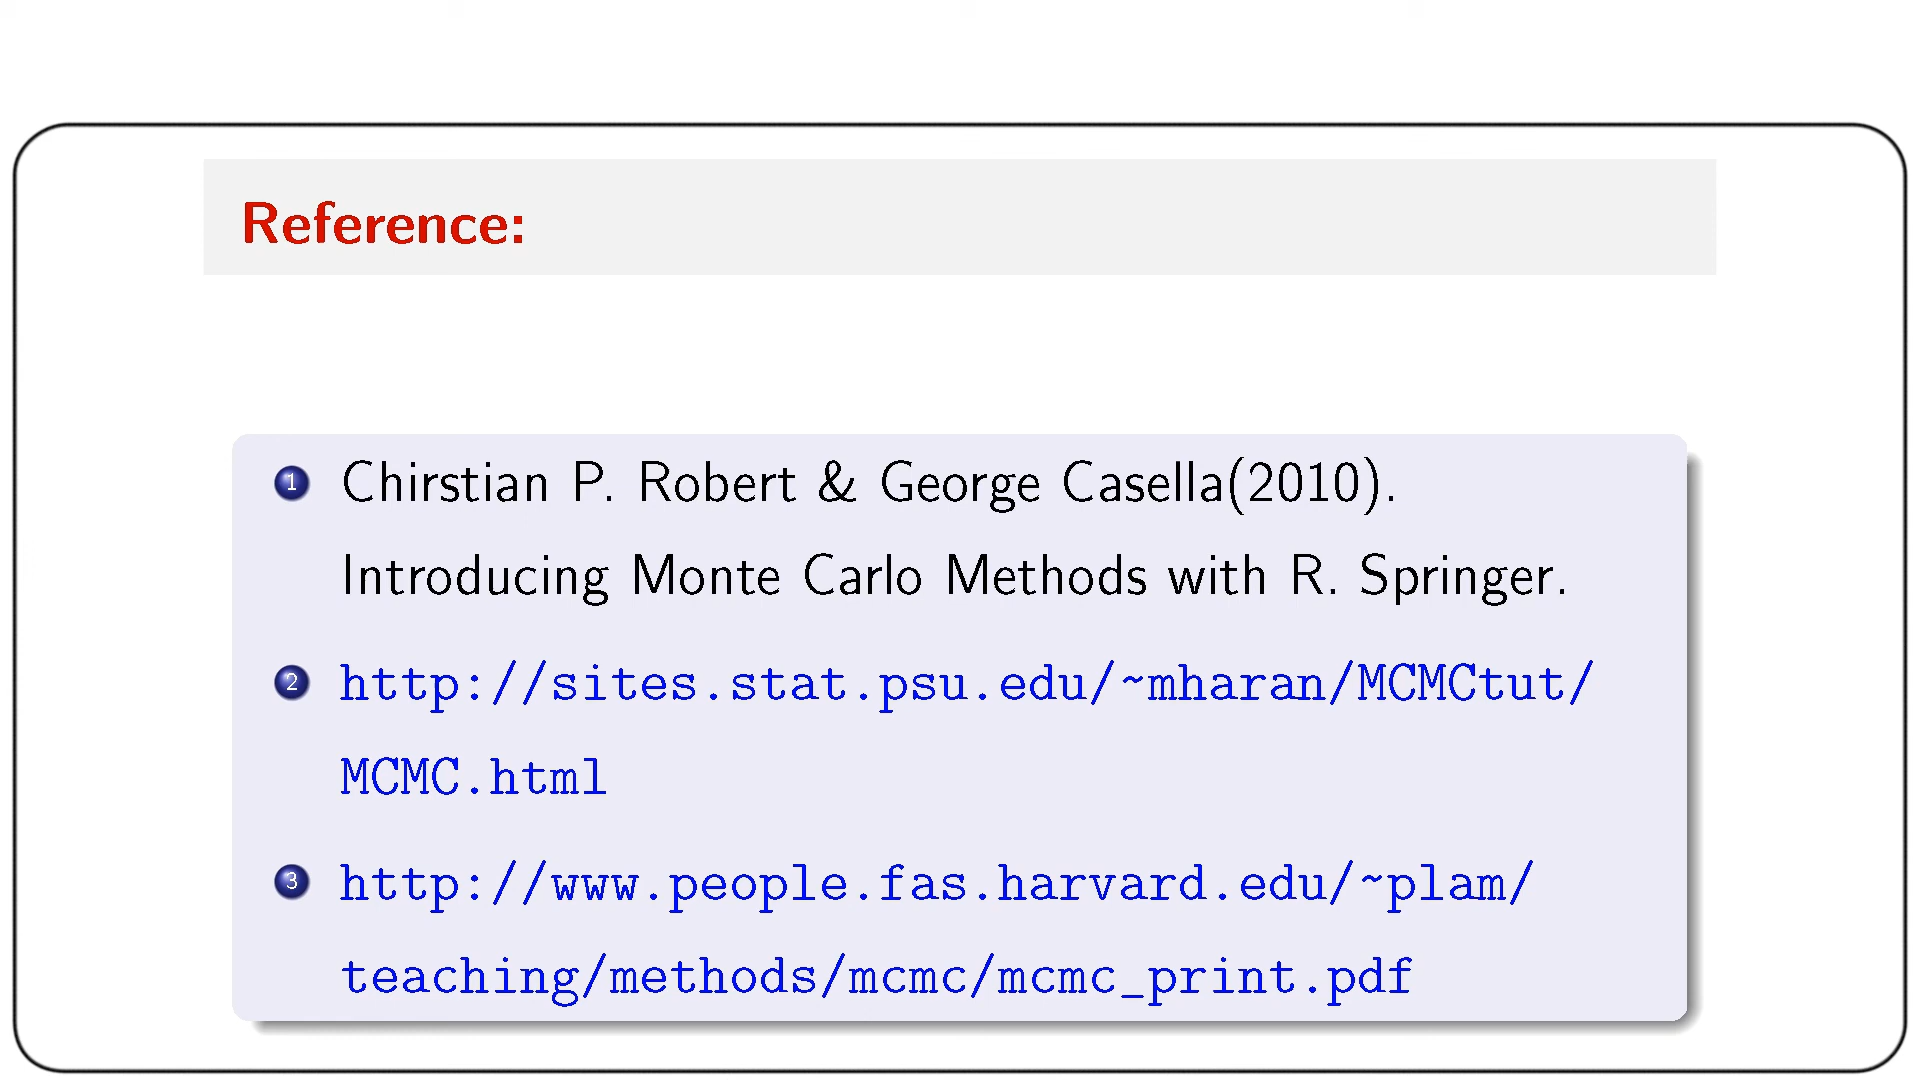 Reference:
1 Chirstian P. Robert & George Casella(2010).
Introducing Monte Carlo Methods with R. Springer.
2 http://sites.stat.psu.edu/~mharan/MCMCtut/
MCMC.html
3 http://www.people.fas.harvard.edu/~plam/
teaching/methods/mcmc/mcmc_print.pdf